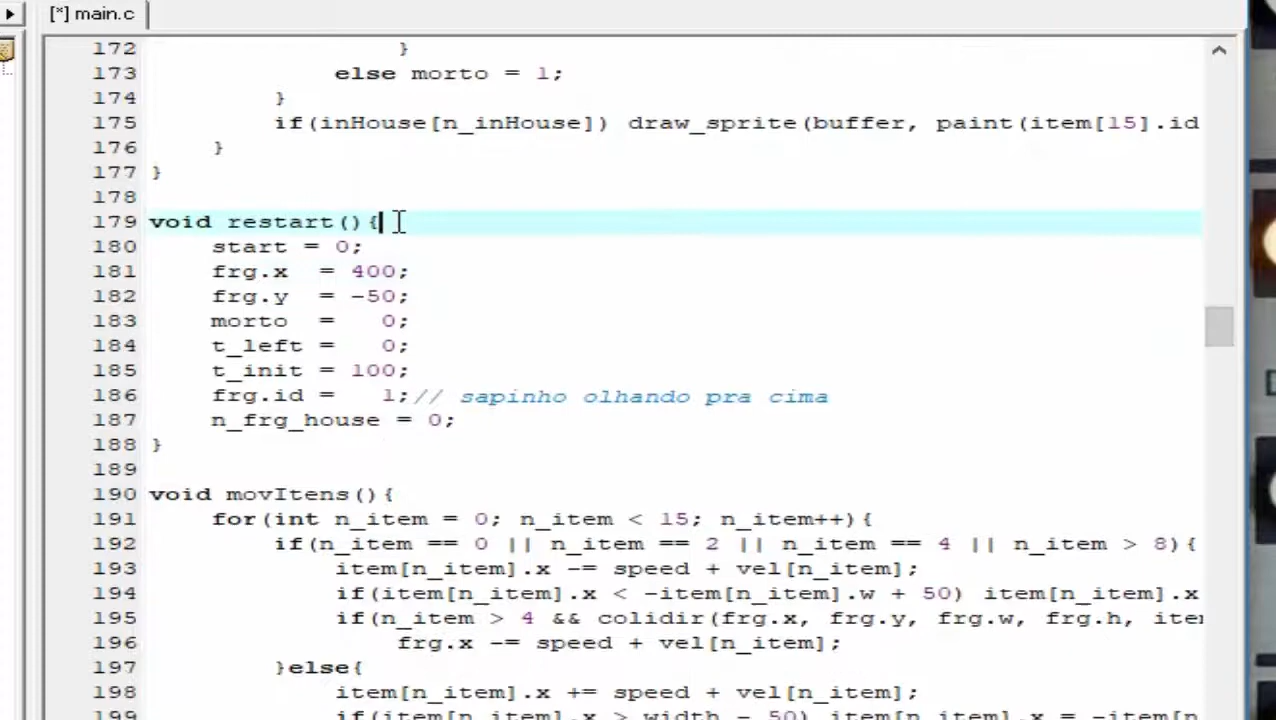 [*] main.c
172 }
173 else morto = 1;
174 }
175 if(inHouse[n_inHouse]) draw_sprite(buffer, paint(item[15].id
176 }
177 }
178
179 void restart(){
180 start = 0;
181 frg.x = 400;
182 frg.y = -50;
183 morto = 0;
184 t_left = 0;
185 t_init = 100;
186 frg.id = 1;// sapinho olhando pra cima
187 n_frg_house = 0;
188 }
189
190 void movItens(){
191 for(int n_item = 0; n_item < 15; n_item++){
192 if(n_item == 0 || n_item == 2 || n_item == 4 || n_item > 8){
193 item[n_item].x -= speed + vel[n_item];
194 if(item[n_item].x < -item[n_item].w + 50) item[n_item].x
195 if(n_item > 4 && colidir(frg.x, frg.y, frg.w, frg.h, iter
196 frg.x -= speed + vel[n_item];
197 }else{
198 item[n_item].x += speed + vel[n_item];
199 if(item[n_item].x > width - 50) item[n_item].x = -item[n